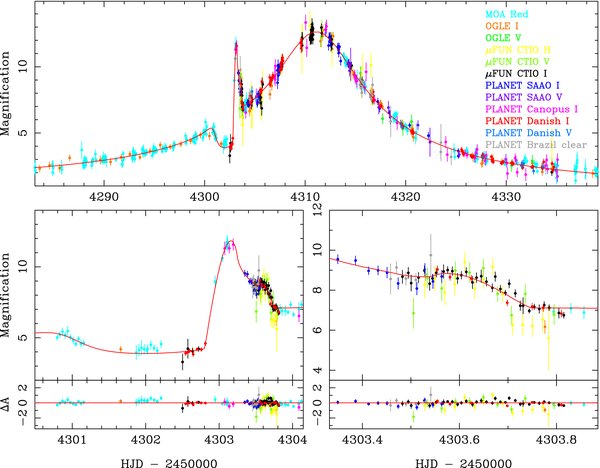 Magnification
15
10
5
MOA Red
OGLE I
OGLE V
μFUN CTIO H
μFUN CTIO V
μFUN CTIO I
PLANET SAAO I
PLANET SAAO V
PLANET Canopus I
PLANET Danish I
PLANET Danish V
PLANET Brazil clear
4290 4300 4310 4320 4330
Magnification
10
5
12
10
8
6
4
ΔA
2
0
−2
2
0
−2
4301 4302 4303 4304
4303.4 4303.6 4303.8
HJD − 2450000
HJD − 2450000